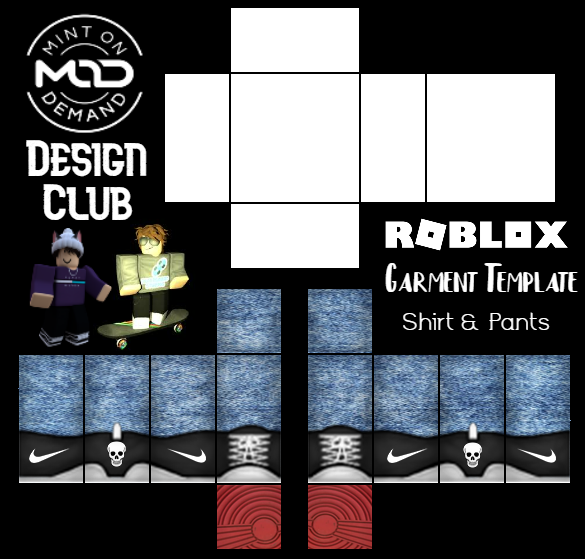 MINT ON
MOD
DEMAND
DESIGN
CLUB
ROBLOX
GARMENT TEMPLATE
Shirt & Pants